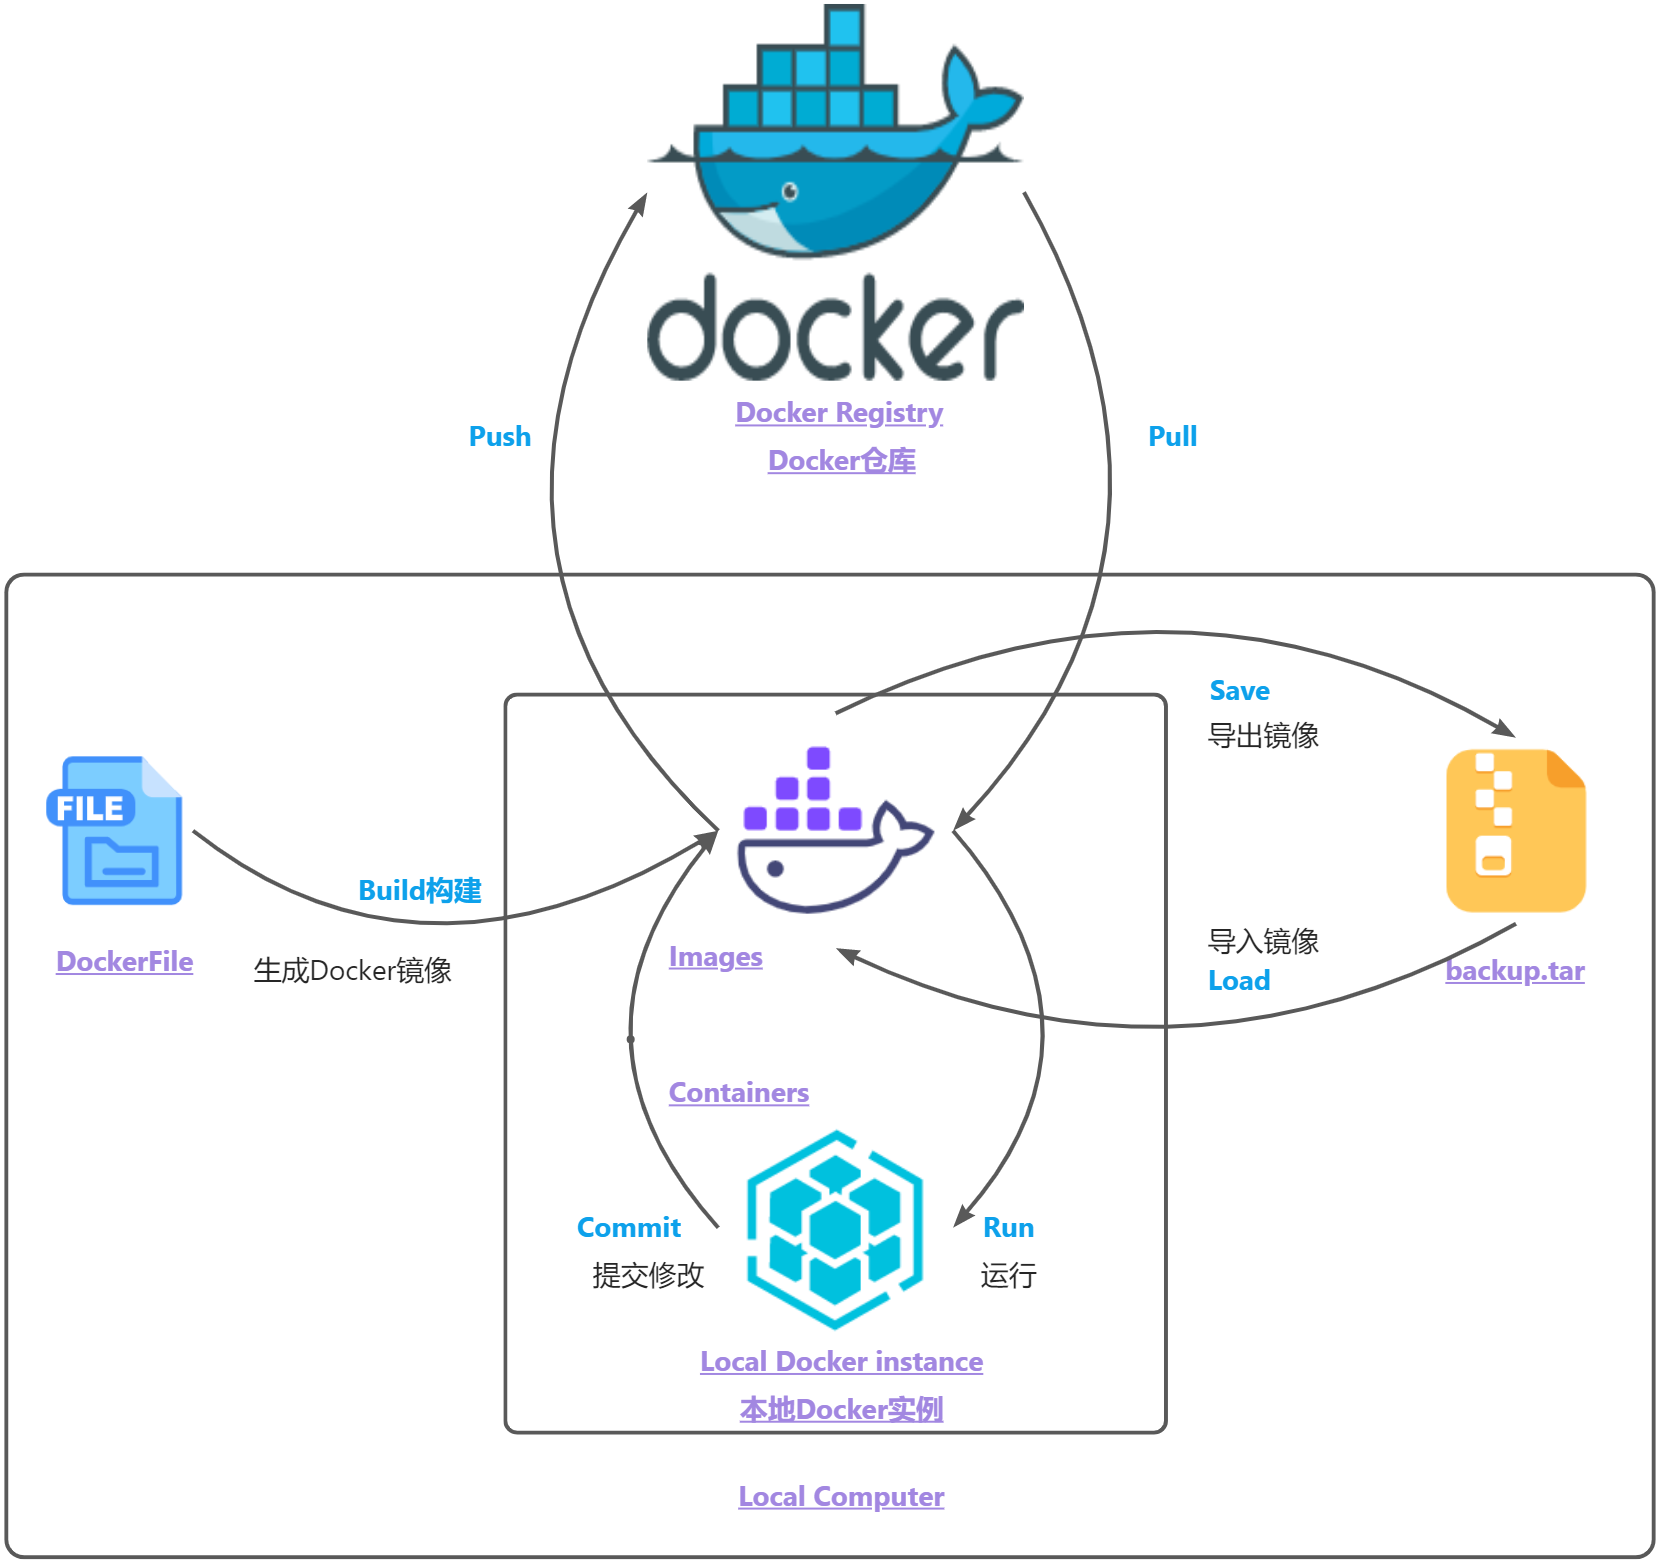 docker
Docker Registry
Docker仓库
Push
Pull
Save
导出镜像
FILE
Build构建
DockerFile
生成Docker镜像
Images
导入镜像
Load
backup.tar
Containers
Commit
提交修改
Run
运行
Local Docker instance
本地Docker实例
Local Computer